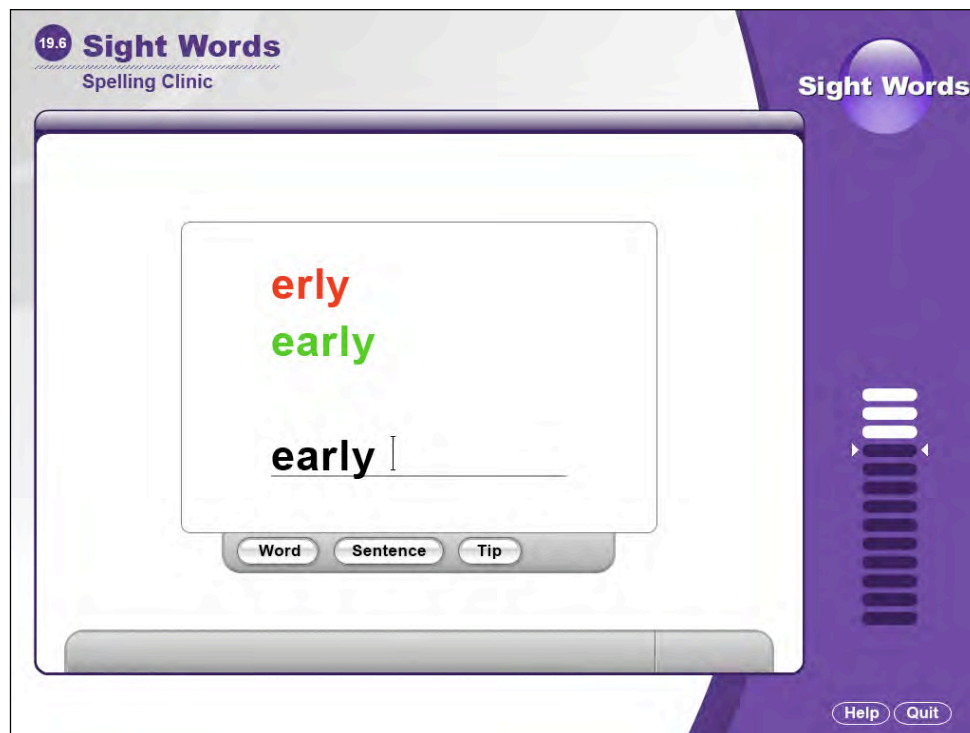 19.6 Sight Words
Spelling Clinic
Sight Words
erly
early
early
Word Sentence Tip
Help Quit